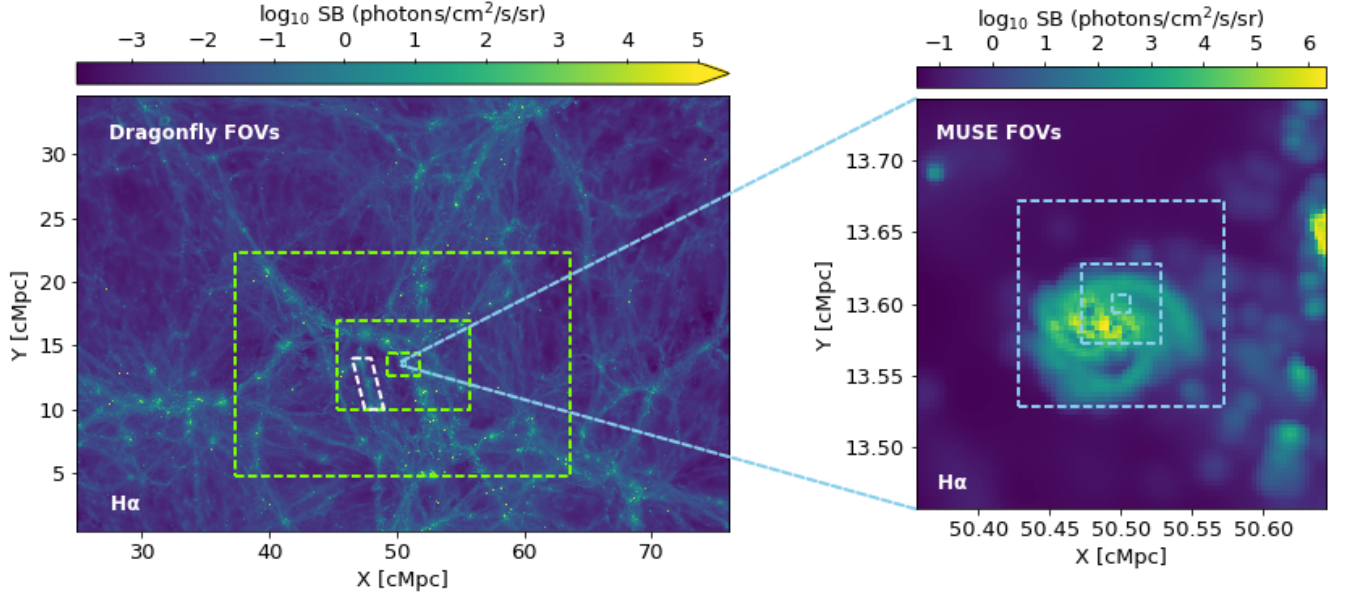 log₁₀ SB (photons/cm²/s/sr)
−3 −2 −1 0 1 2 3 4 5
Dragonfly FOVs
30
25
20
15
10
5
Y [cMpc]
Hα
30 40 50 60 70
X [cMpc]
log₁₀ SB (photons/cm²/s/sr)
−1 0 1 2 3 4 5 6
MUSE FOVs
13.70
13.65
13.60
13.55
13.50
Y [cMpc]
Hα
50.40 50.45 50.50 50.55 50.60
X [cMpc]